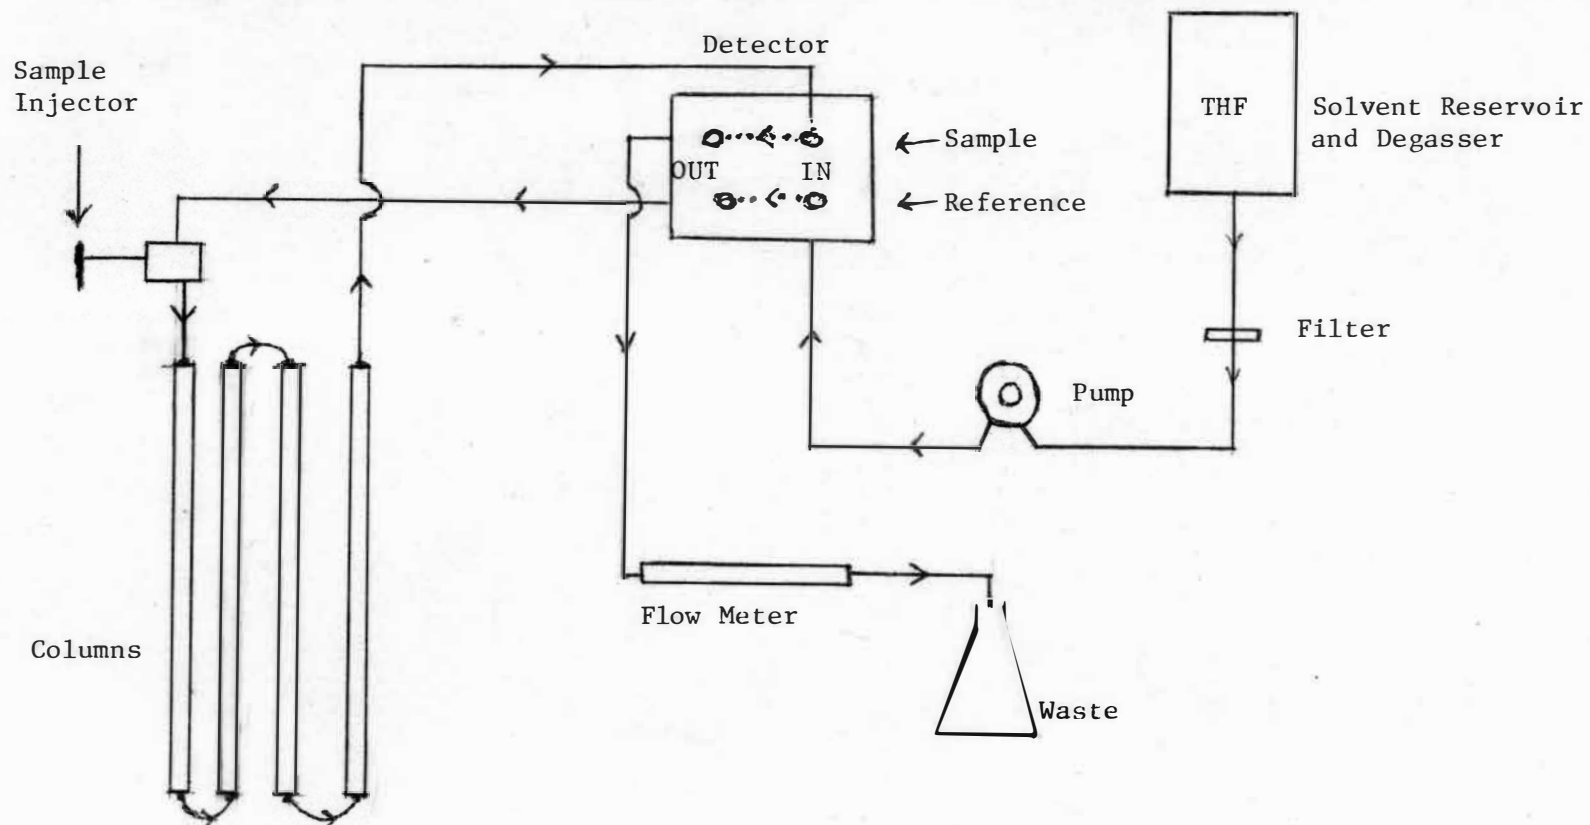 Detector
Sample
Injector
THF
Solvent Reservoir
and Degasser
Sample
OUT
IN
Reference
Filter
Pump
Flow Meter
Columns
Waste